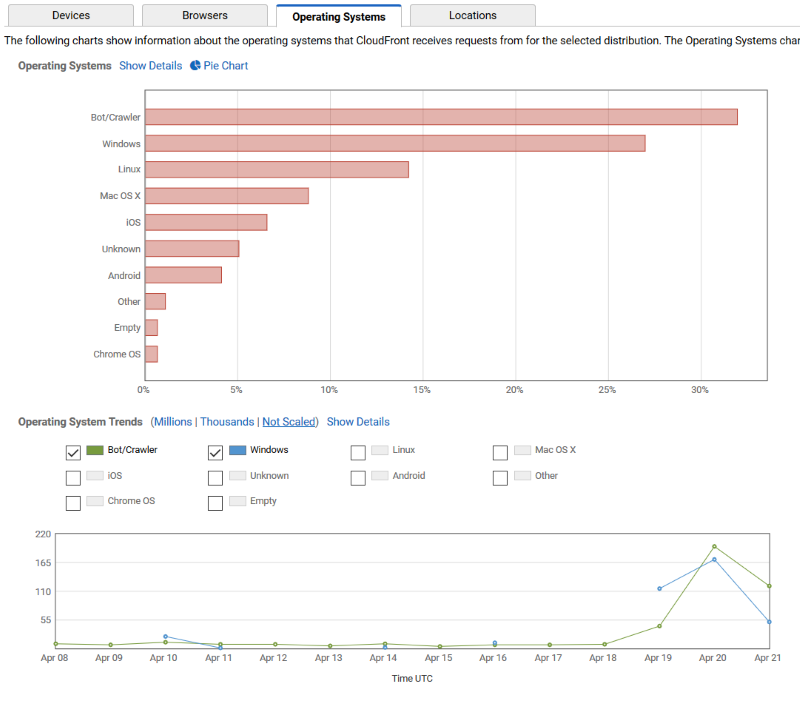 Devices Browsers Operating Systems Locations
The following charts show information about the operating systems that CloudFront receives requests from for the selected distribution. The Operating Systems char
Operating Systems Show Details Pie Chart
Bot/Crawler
Windows
Linux
Mac OS X
iOS
Unknown
Android
Other
Empty
Chrome OS
0% 5% 10% 15% 20% 25% 30%
Operating System Trends (Millions | Thousands | Not Scaled) Show Details
Bot/Crawler Windows Linux Mac OS X
iOS Unknown Android Other
Chrome OS Empty
220
165
110
55
Apr 08 Apr 09 Apr 10 Apr 11 Apr 12 Apr 13 Apr 14 Apr 15 Apr 16 Apr 17 Apr 18 Apr 19 Apr 20 Apr 21
Time UTC